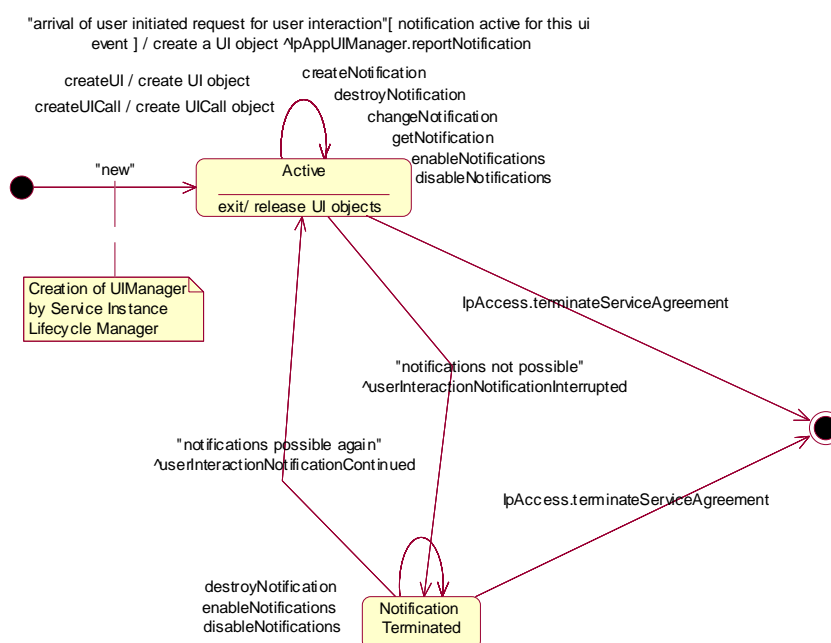 "arrival of user initiated request for user interaction"[ notification active for this ui
event ] / create a UI object ^IpAppUIManager.reportNotification
createUI / create UI object
createUICall / create UICall object
createNotification
destroyNotification
changeNotification
getNotification
enableNotifications
disableNotifications
"new"
Active
exit/ release UI objects
Creation of UIManager
by Service Instance
Lifecycle Manager
IpAccess.terminateServiceAgreement
"notifications not possible"
^userInteractionNotificationInterrupted
"notifications possible again"
^userInteractionNotificationContinued
IpAccess.terminateServiceAgreement
destroyNotification
enableNotifications
disableNotifications
Notification
Terminated